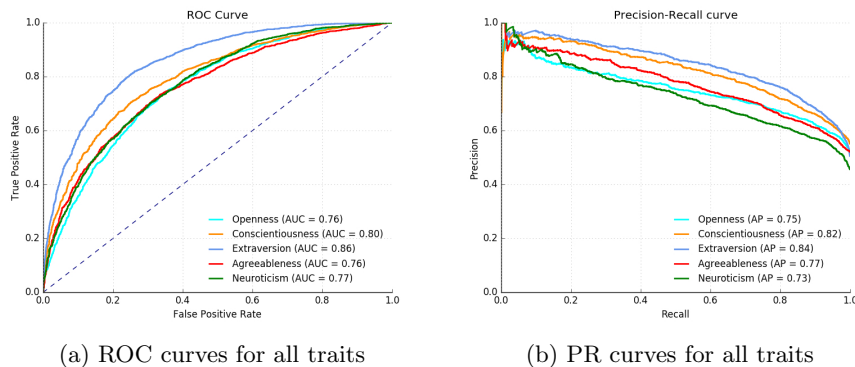 ROC Curve
1.0
0.8
0.6
0.4
0.2
0.0
True Positive Rate
Openness (AUC = 0.76)
Conscientiousness (AUC = 0.80)
Extraversion (AUC = 0.86)
Agreeableness (AUC = 0.76)
Neuroticism (AUC = 0.77)
0.0 0.2 0.4 0.6 0.8 1.0
False Positive Rate
(a) ROC curves for all traits
Precision-Recall curve
1.0
0.8
0.6
0.4
0.2
0.0
Precision
Openness (AP = 0.75)
Conscientiousness (AP = 0.82)
Extraversion (AP = 0.84)
Agreeableness (AP = 0.77)
Neuroticism (AP = 0.73)
0.0 0.2 0.4 0.6 0.8 1.0
Recall
(b) PR curves for all traits